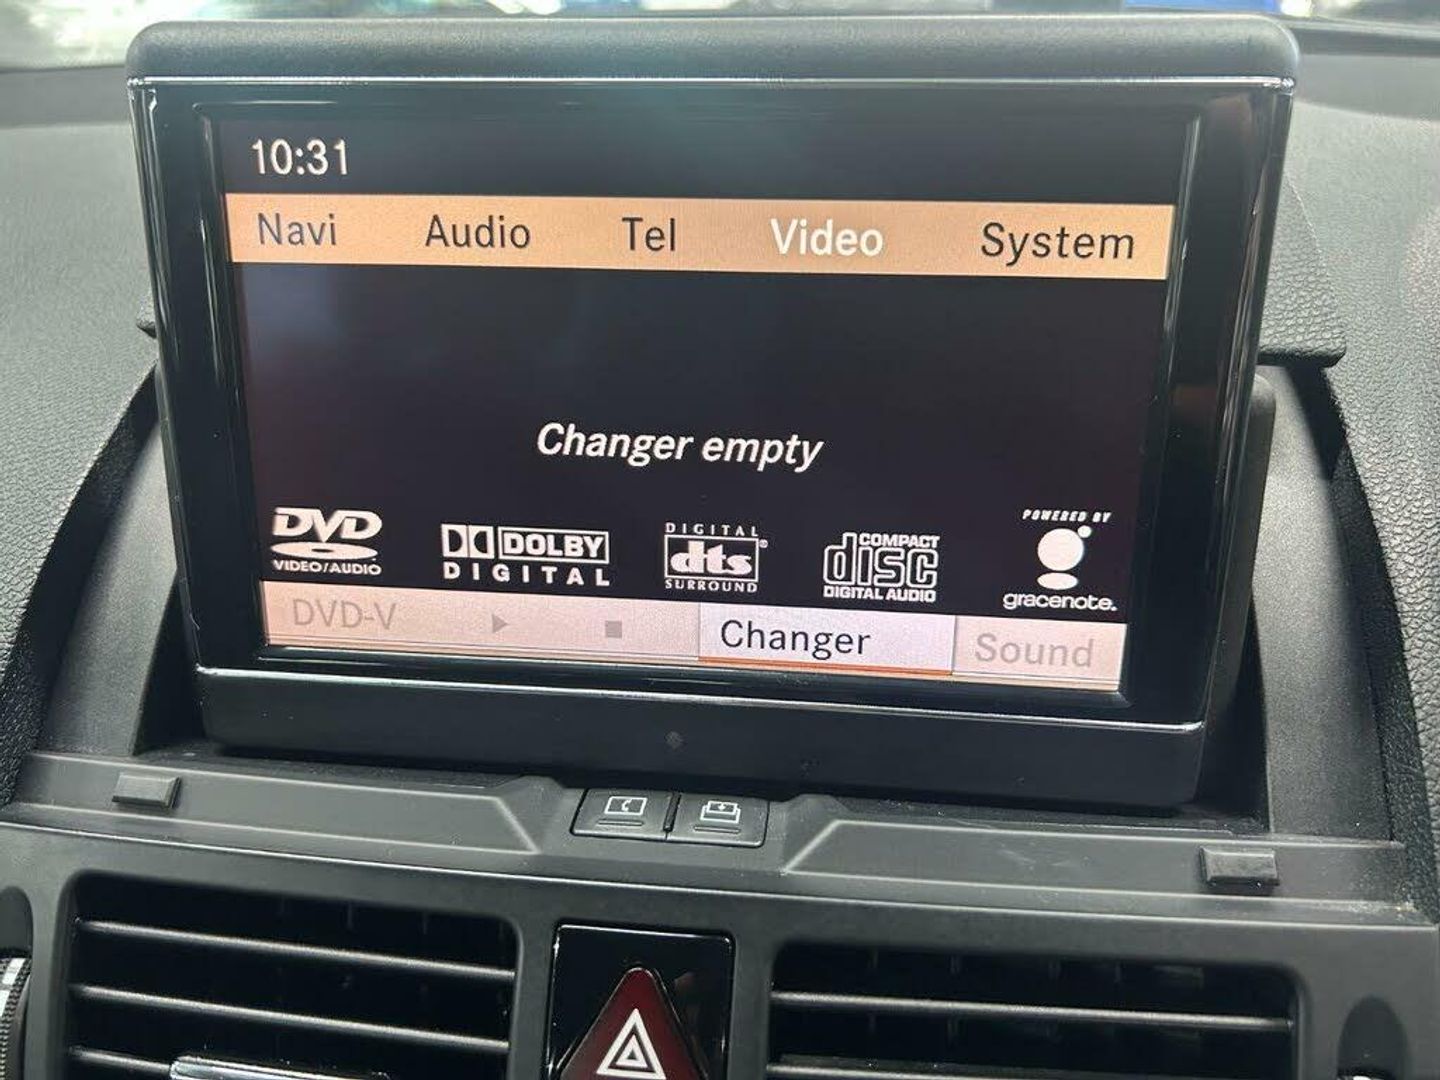 10:31
Navi Audio Tel Video System
Changer empty
DVD VIDEO/AUDIO
DOLBY DIGITAL
DIGITAL dts® SURROUND
COMPACT disc DIGITAL AUDIO
POWERED BY gracenote.
DVD-V Changer Sound